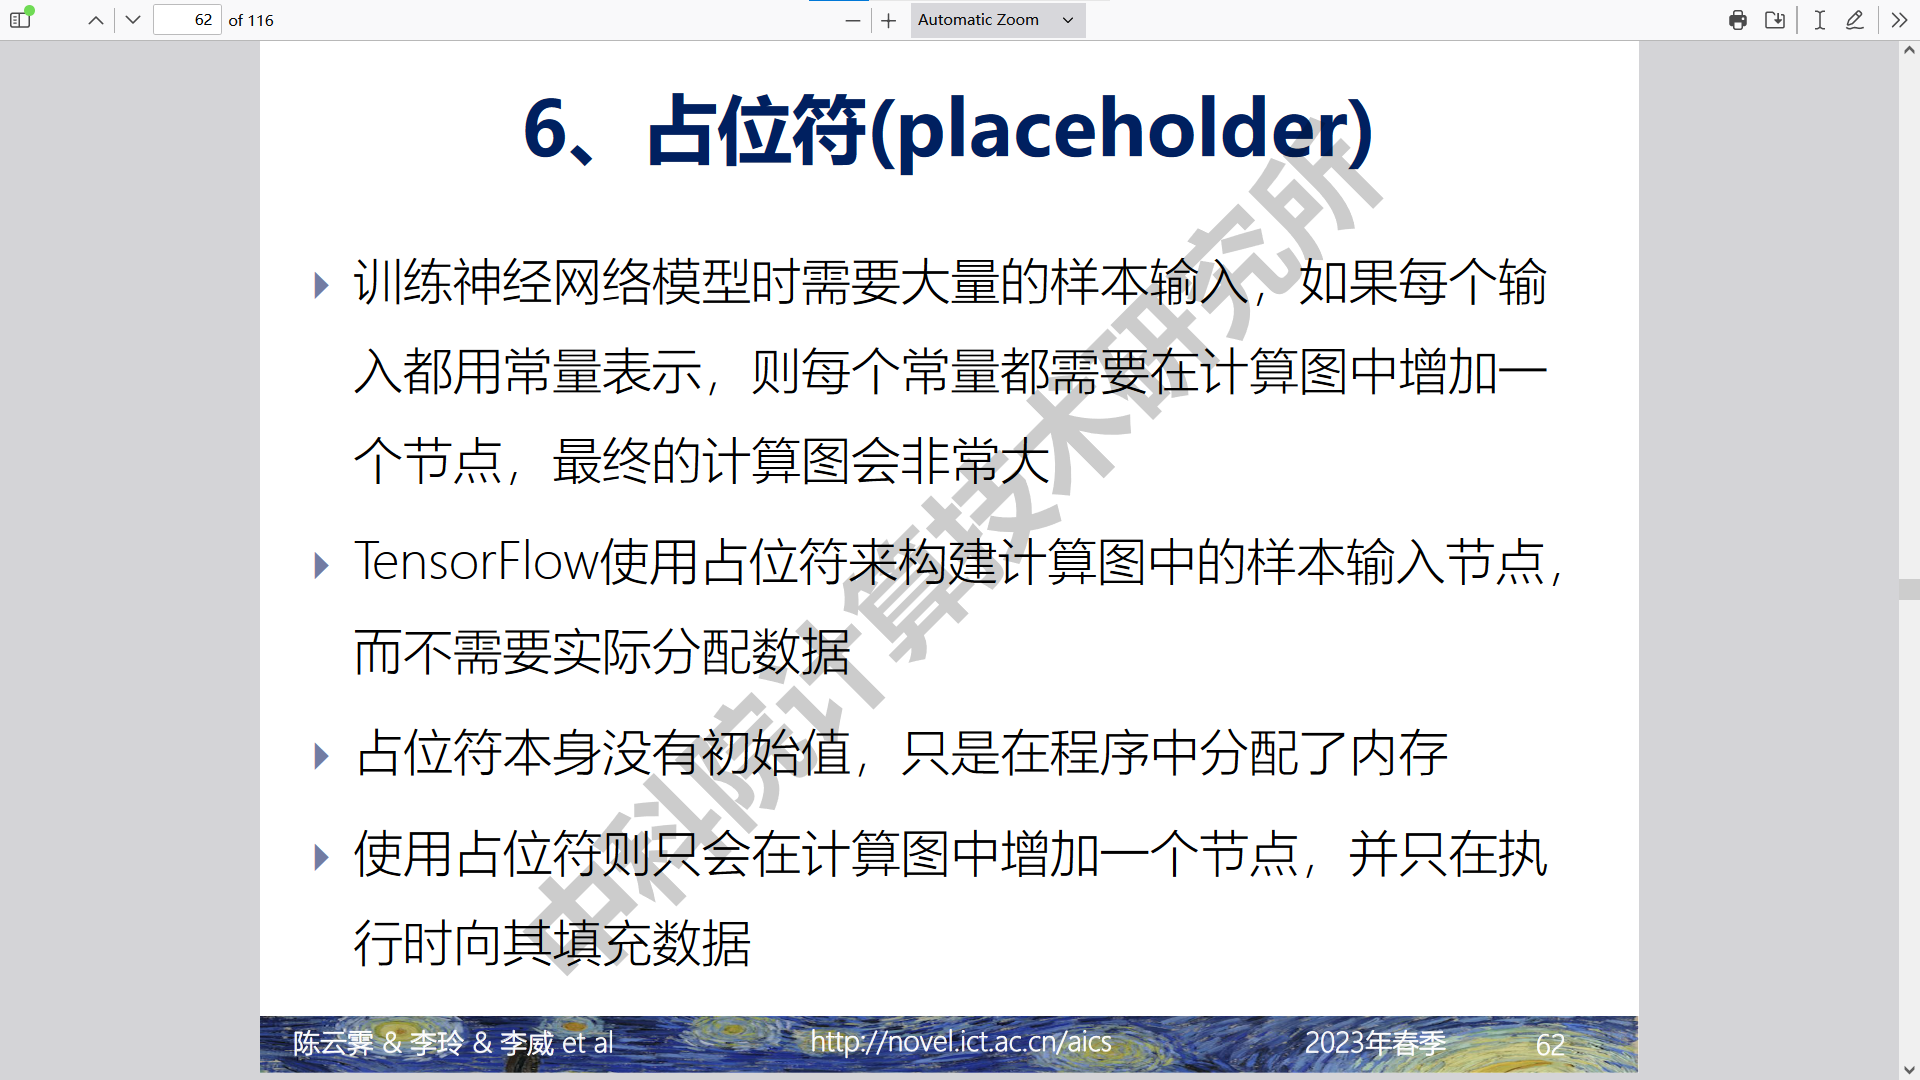 62 of 116
Automatic Zoom
6、占位符(placeholder)
训练神经网络模型时需要大量的样本输入，如果每个输
入都用常量表示，则每个常量都需要在计算图中增加一
个节点，最终的计算图会非常大
TensorFlow使用占位符来构建计算图中的样本输入节点，
而不需要实际分配数据
占位符本身没有初始值，只是在程序中分配了内存
使用占位符则只会在计算图中增加一个节点，并只在执
行时向其填充数据
中科院计算技术研究所
陈云霁 & 李玲 & 李威 et al
http://novel.ict.ac.cn/aics
2023年春季
62